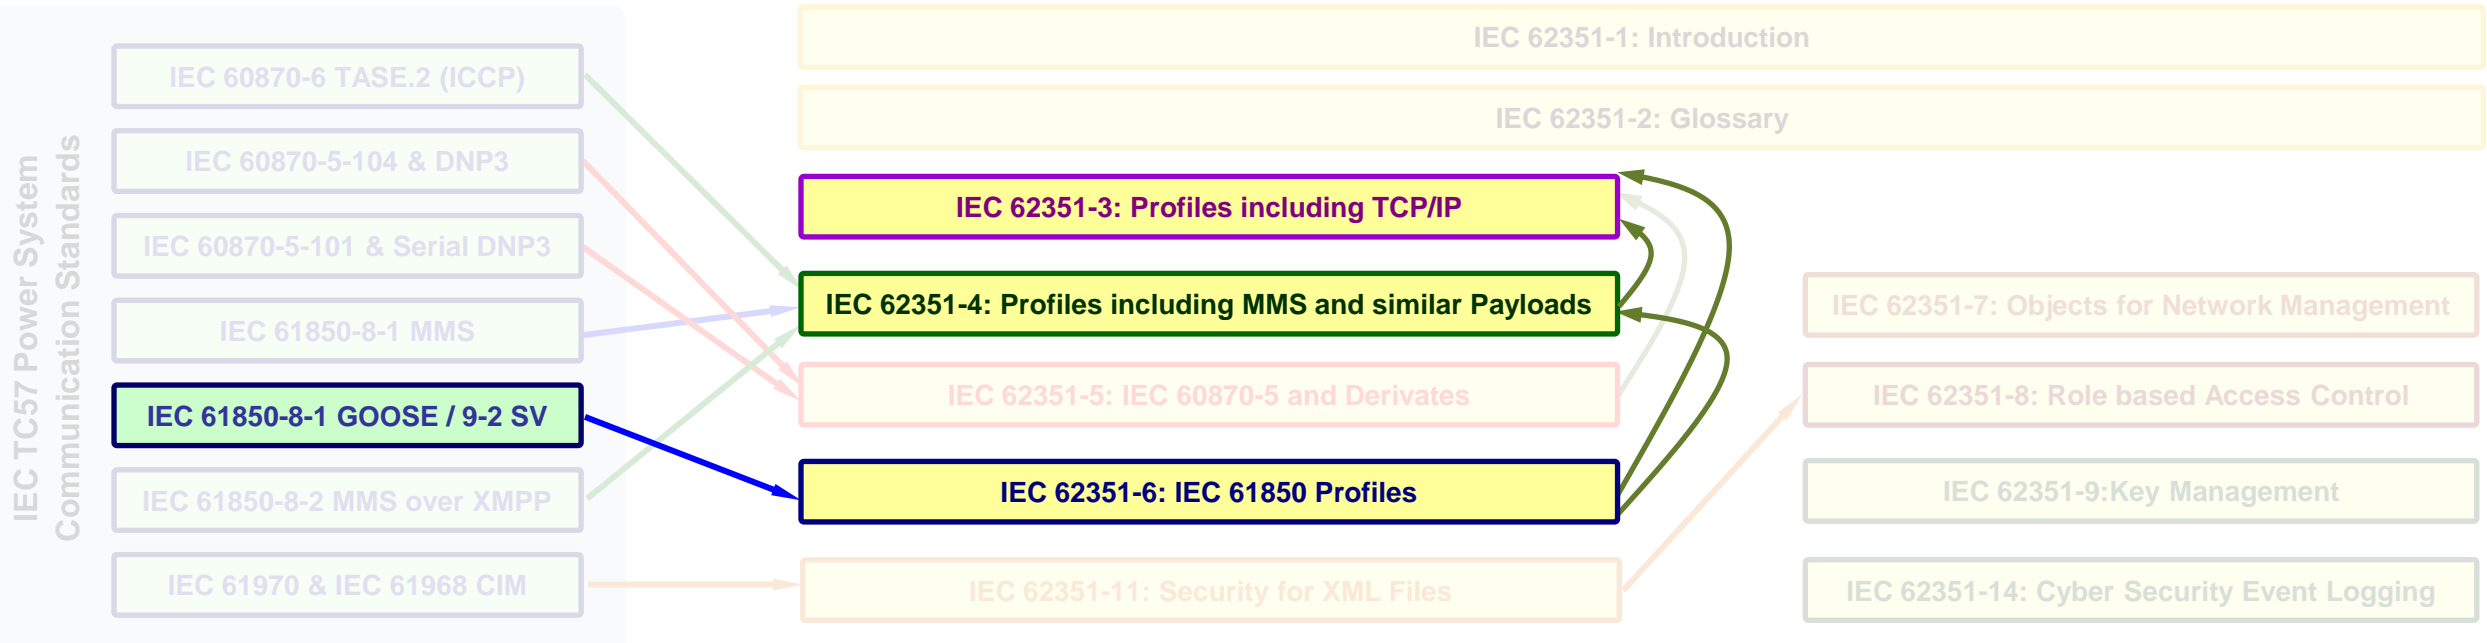 IEC TC57 Power System
Communication Standards
IEC 60870-6 TASE.2 (ICCP)
IEC 60870-5-104 & DNP3
IEC 60870-5-101 & Serial DNP3
IEC 61850-8-1 MMS
IEC 61850-8-1 GOOSE / 9-2 SV
IEC 61850-8-2 MMS over XMPP
IEC 61970 & IEC 61968 CIM
IEC 62351-1: Introduction
IEC 62351-2: Glossary
IEC 62351-3: Profiles including TCP/IP
IEC 62351-4: Profiles including MMS and similar Payloads
IEC 62351-5: IEC 60870-5 and Derivates
IEC 62351-6: IEC 61850 Profiles
IEC 62351-11: Security for XML Files
IEC 62351-7: Objects for Network Management
IEC 62351-8: Role based Access Control
IEC 62351-9:Key Management
IEC 62351-14: Cyber Security Event Logging